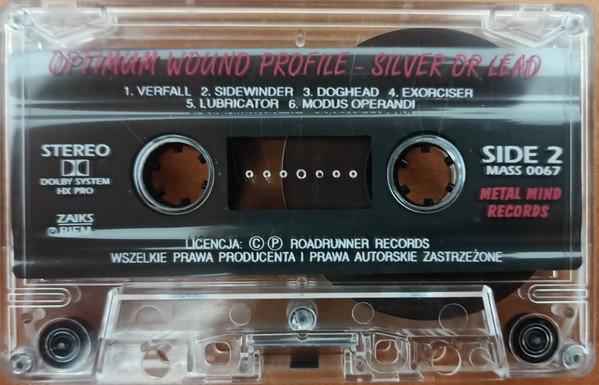 OPTIMUM WOUND PROFILE - SILVER OR LEAD
1. VERFALL 2. SIDEWINDER 3. DOGHEAD 4. EXORCISER
5. LUBRICATOR 6. MODUS OPERANDI
STEREO
DOLBY SYSTEM
HX PRO
ZAIKS
BIEM
SIDE 2
MASS 0067
METAL MIND
RECORDS
LICENCJA: © ℗ ROADRUNNER RECORDS
WSZELKIE PRAWA PRODUCENTA I PRAWA AUTORSKIE ZASTRZEŻONE